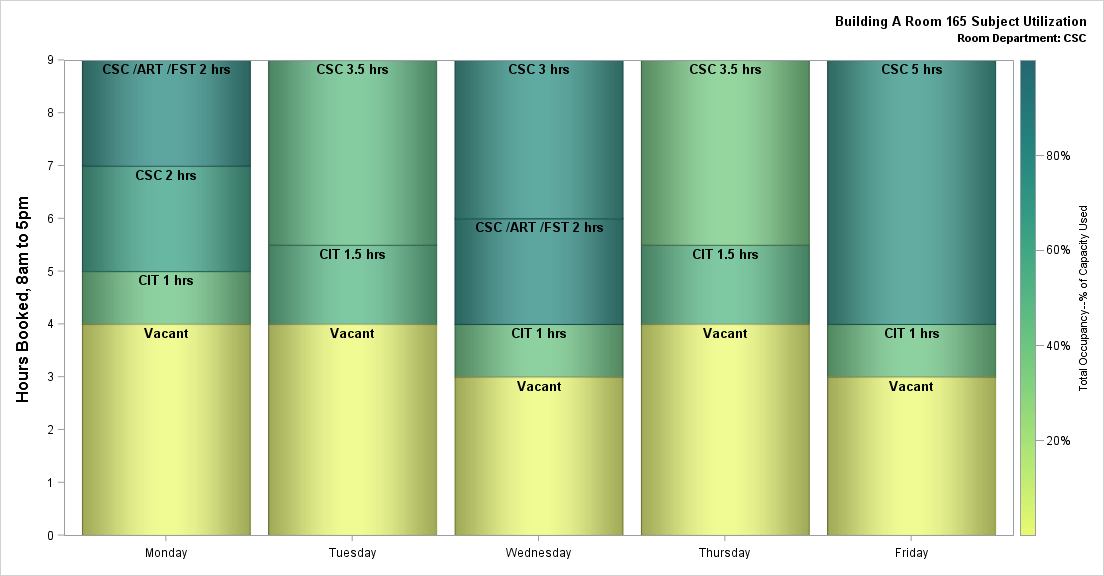 Building A Room 165 Subject Utilization
Room Department: CSC
Hours Booked, 8am to 5pm
9
8
7
6
5
4
3
2
1
0
CSC /ART /FST 2 hrs
CSC 2 hrs
CIT 1 hrs
Vacant
CSC 3.5 hrs
CIT 1.5 hrs
Vacant
CSC 3 hrs
CSC /ART /FST 2 hrs
CIT 1 hrs
Vacant
CSC 3.5 hrs
CIT 1.5 hrs
Vacant
CSC 5 hrs
CIT 1 hrs
Vacant
Monday
Tuesday
Wednesday
Thursday
Friday
80%
60%
40%
20%
Total Occupancy--% of Capacity Used